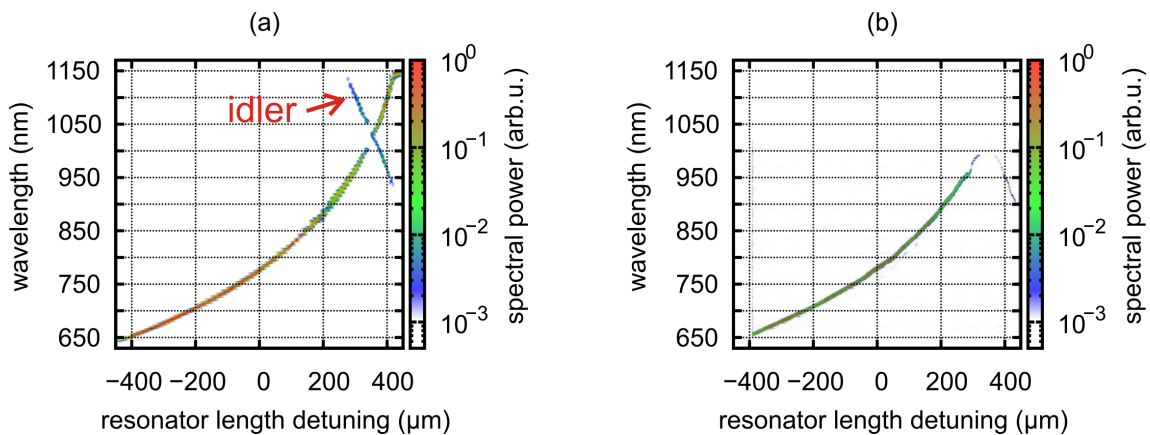 (a)
1150
1050
950
850
750
650
wavelength (nm)
idler
−400 −200 0 200 400
resonator length detuning (µm)
10^0
10^-1
10^-2
10^-3
spectral power (arb.u.)
(b)
1150
1050
950
850
750
650
wavelength (nm)
−400 −200 0 200 400
resonator length detuning (µm)
10^0
10^-1
10^-2
10^-3
spectral power (arb.u.)